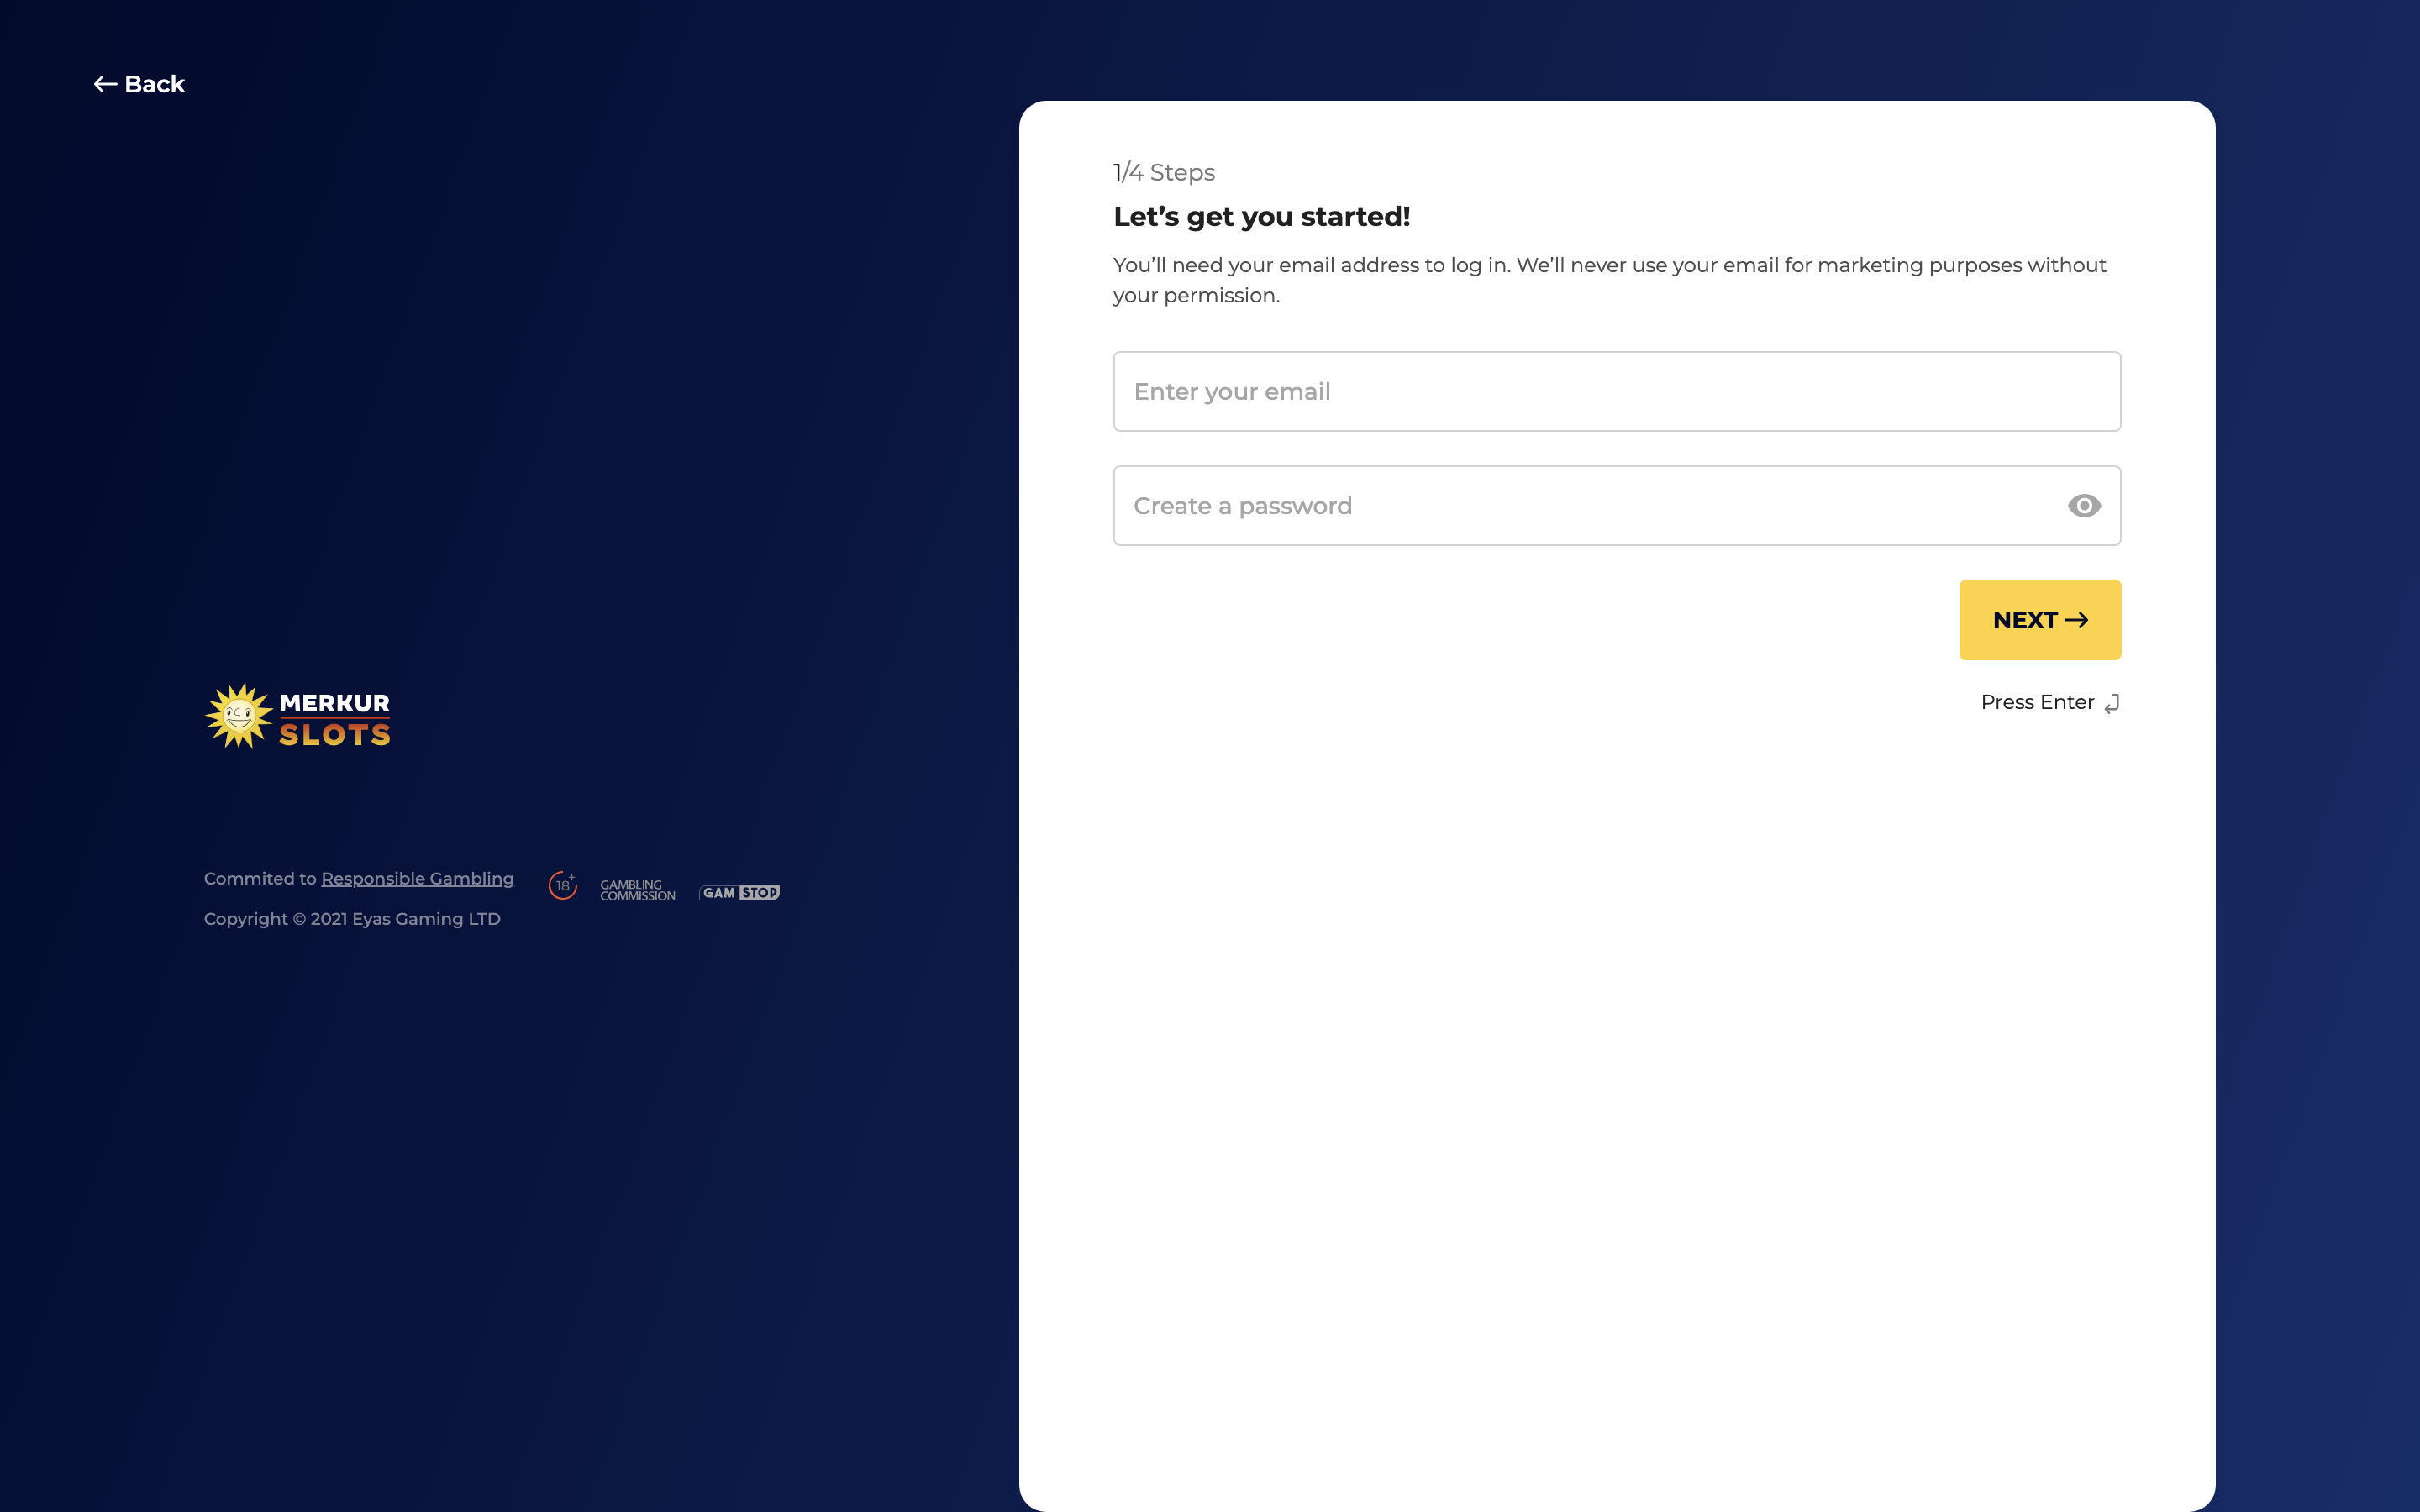 Back
1/4 Steps
Let’s get you started!
You’ll need your email address to log in. We’ll never use your email for marketing purposes without
your permission.
Enter your email
Create a password
NEXT
Press Enter
MERKUR
SLOTS
Commited to Responsible Gambling
Copyright © 2021 Eyas Gaming LTD
18+
GAMBLING
COMMISSION
GAMSTOP